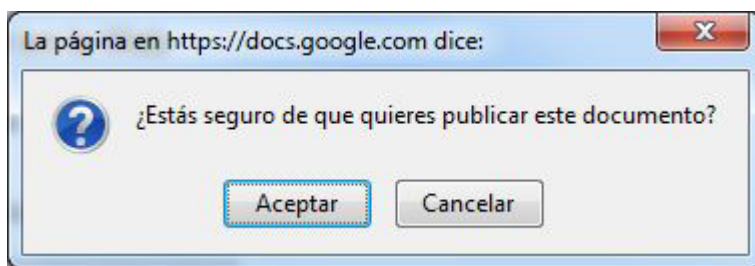 La página en https://docs.google.com dice:
¿Estás seguro de que quieres publicar este documento?
Aceptar
Cancelar